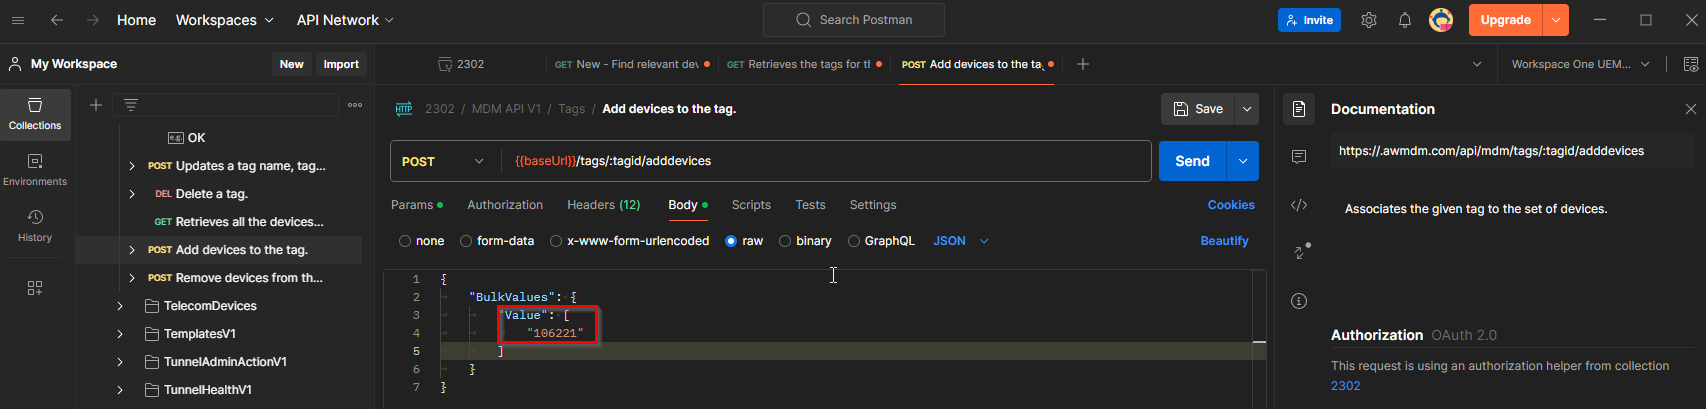 Home Workspaces API Network Search Postman Invite Upgrade
My Workspace New Import 2302 GET New - Find relevant dev GET Retrieves the tags for th POST Add devices to the ta Workspace One UEM...
Collections
Environments
History
e.g. OK
POST Updates a tag name, tag...
DEL Delete a tag.
GET Retrieves all the devices...
POST Add devices to the tag.
POST Remove devices from th...
TelecomDevices
TemplatesV1
TunnelAdminActionV1
TunnelHealthV1
HTTP 2302 / MDM API V1 / Tags / Add devices to the tag. Save
POST {{baseUrl}}/tags/:tagid/adddevices Send
Params Authorization Headers (12) Body Scripts Tests Settings Cookies
none form-data x-www-form-urlencoded raw binary GraphQL JSON Beautify
1 {
2 "BulkValues": {
3 "Value": [
4 "106221"
5 ]
6 }
7 }
Documentation
https://.awmdm.com/api/mdm/tags/:tagid/adddevices
Associates the given tag to the set of devices.
Authorization OAuth 2.0
This request is using an authorization helper from collection
2302